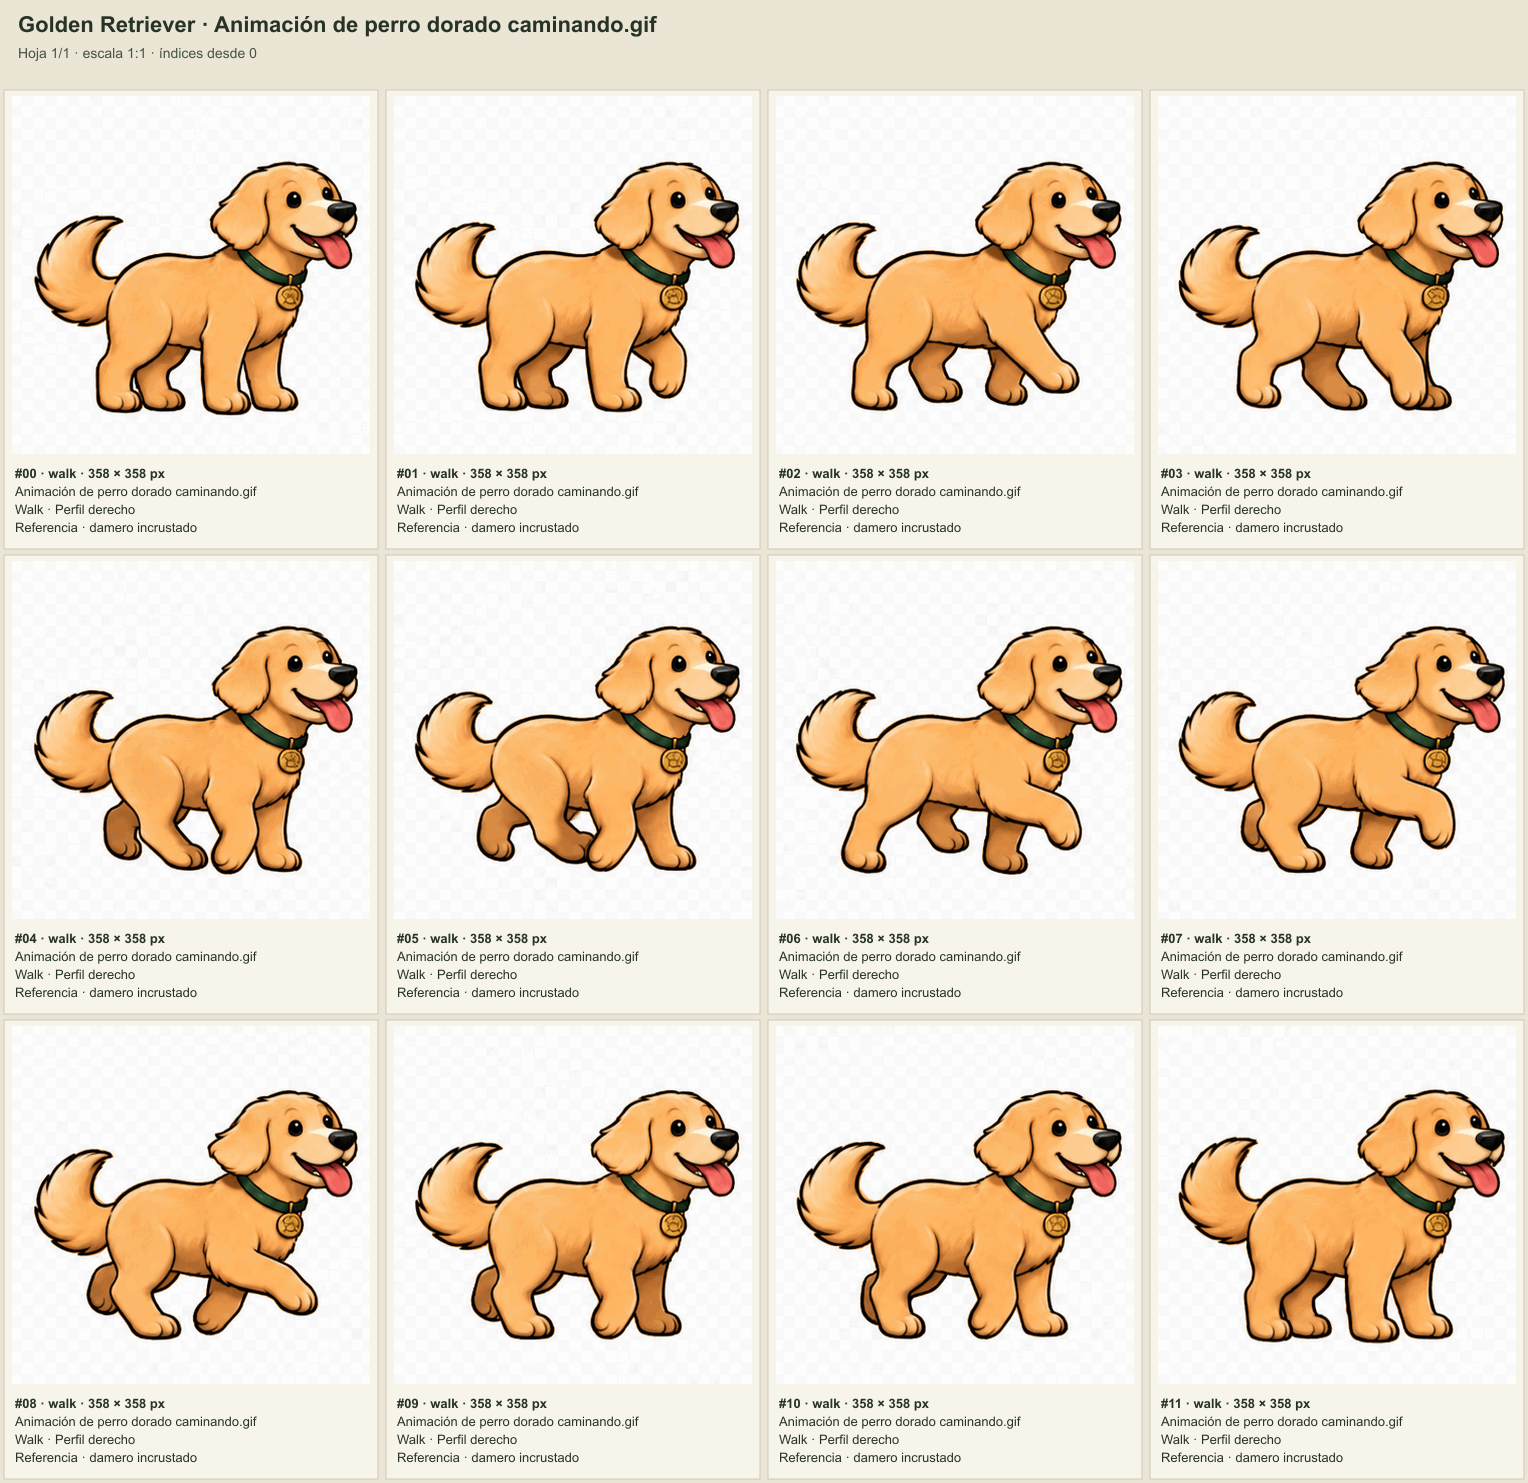 Golden Retriever · Animación de perro dorado caminando.gif
Hoja 1/1 · escala 1:1 · índices desde 0
#00 · walk · 358 × 358 px
Animación de perro dorado caminando.gif
Walk · Perfil derecho
Referencia · damero incrustado
#01 · walk · 358 × 358 px
Animación de perro dorado caminando.gif
Walk · Perfil derecho
Referencia · damero incrustado
#02 · walk · 358 × 358 px
Animación de perro dorado caminando.gif
Walk · Perfil derecho
Referencia · damero incrustado
#03 · walk · 358 × 358 px
Animación de perro dorado caminando.gif
Walk · Perfil derecho
Referencia · damero incrustado
#04 · walk · 358 × 358 px
Animación de perro dorado caminando.gif
Walk · Perfil derecho
Referencia · damero incrustado
#05 · walk · 358 × 358 px
Animación de perro dorado caminando.gif
Walk · Perfil derecho
Referencia · damero incrustado
#06 · walk · 358 × 358 px
Animación de perro dorado caminando.gif
Walk · Perfil derecho
Referencia · damero incrustado
#07 · walk · 358 × 358 px
Animación de perro dorado caminando.gif
Walk · Perfil derecho
Referencia · damero incrustado
#08 · walk · 358 × 358 px
Animación de perro dorado caminando.gif
Walk · Perfil derecho
Referencia · damero incrustado
#09 · walk · 358 × 358 px
Animación de perro dorado caminando.gif
Walk · Perfil derecho
Referencia · damero incrustado
#10 · walk · 358 × 358 px
Animación de perro dorado caminando.gif
Walk · Perfil derecho
Referencia · damero incrustado
#11 · walk · 358 × 358 px
Animación de perro dorado caminando.gif
Walk · Perfil derecho
Referencia · damero incrustado